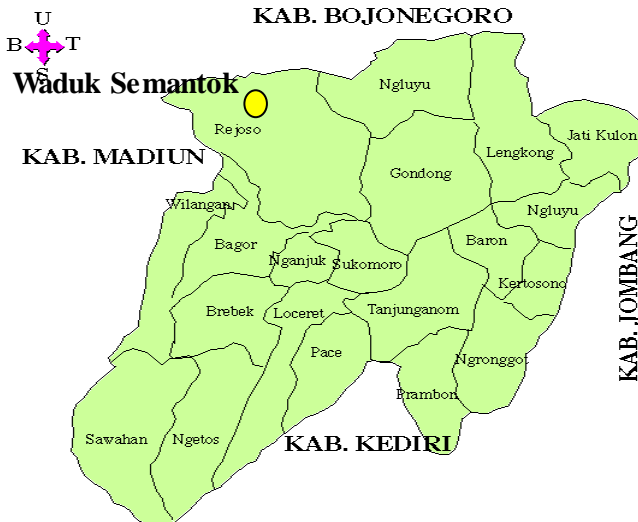 KAB. BOJONEGORO
U
B T
S
Waduk Semantok
Ngluyu
Rejoso
Jati Kulon
Lengkong
KAB. MADIUN
Gondong
Wilangan
Ngluyu
Bagor
Baron
Nganjuk
Sukomoro
KAB. JOMBANG
Kertosono
Brebek
Loceret
Tanjunganom
Pace
Ngronggot
Prambon
Sawahan
Ngetos
KAB. KEDIRI